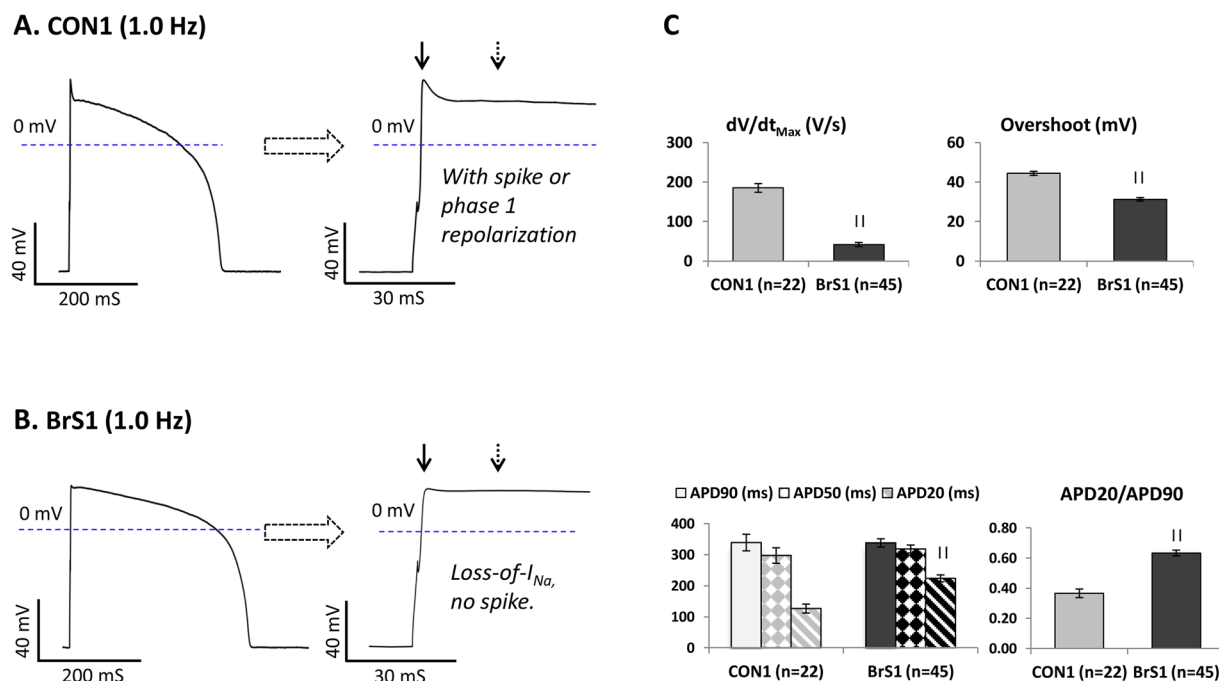 A. CON1 (1.0 Hz)
0 mV
40 mV
200 mS
0 mV
With spike or
phase 1
repolarization
40 mV
30 mS
B. BrS1 (1.0 Hz)
0 mV
40 mV
200 mS
0 mV
Loss-of-INa,
no spike.
40 mV
30 mS
C
dV/dtMax (V/s)
300
200
100
0
II
CON1 (n=22) BrS1 (n=45)
Overshoot (mV)
60
40
20
0
II
CON1 (n=22) BrS1 (n=45)
APD90 (ms) APD50 (ms) APD20 (ms)
400
300
200
100
0
II
CON1 (n=22) BrS1 (n=45)
APD20/APD90
0.80
0.60
0.40
0.20
0.00
II
CON1 (n=22) BrS1 (n=45)